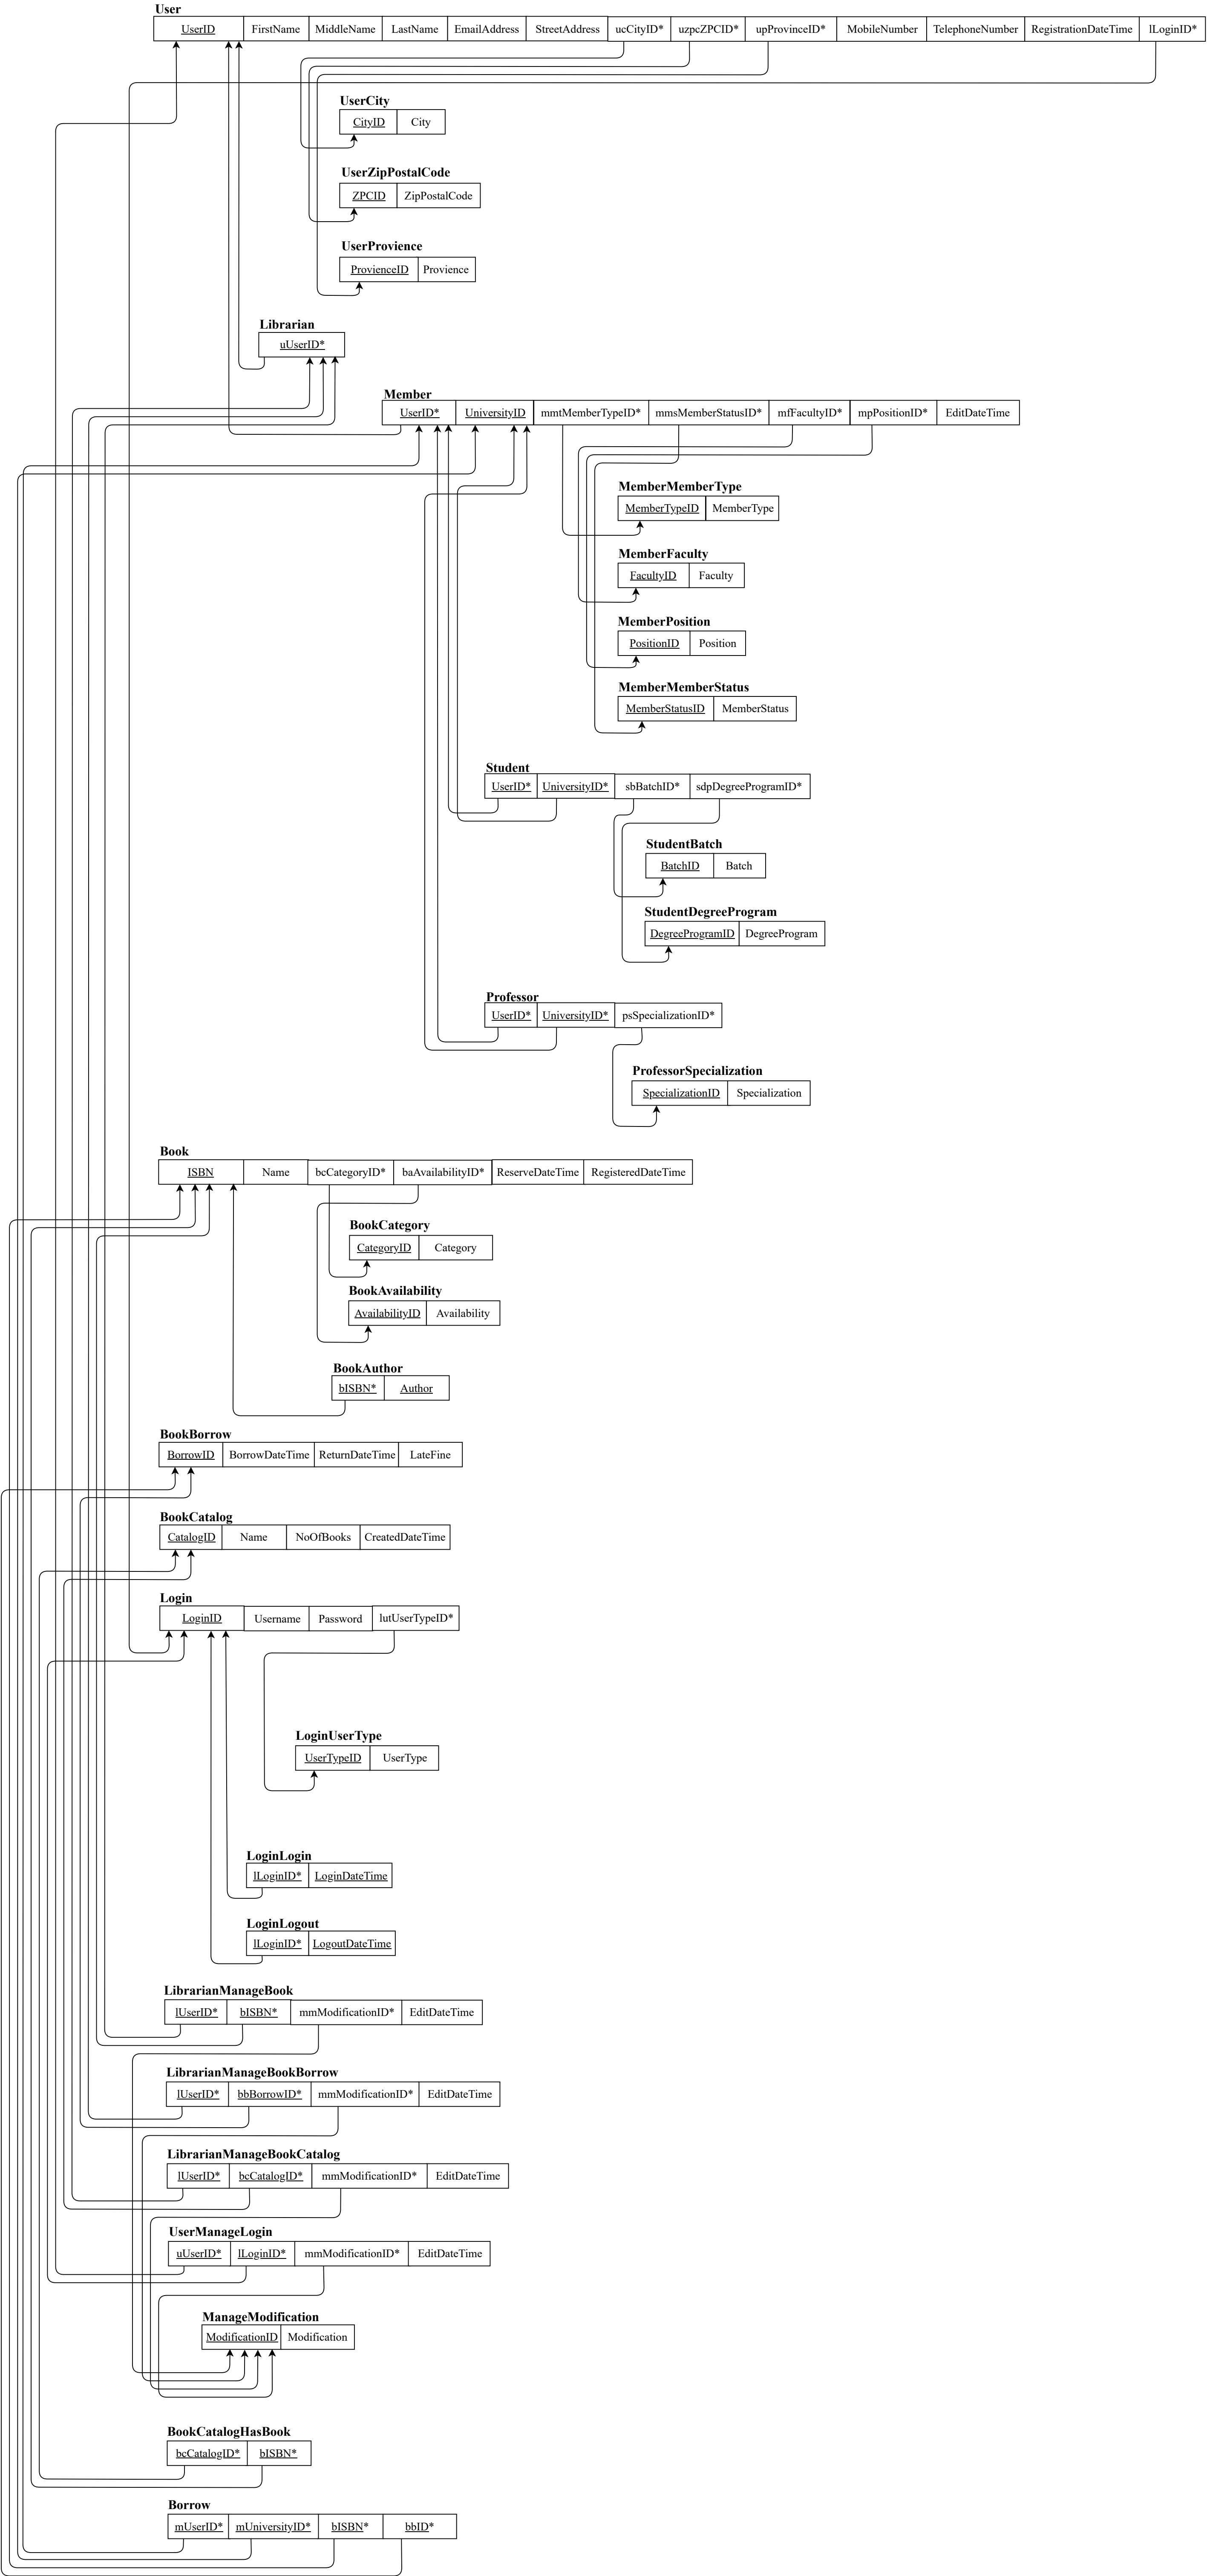 User
UserID FirstName MiddleName LastName EmailAddress StreetAddress ucCityID* uzpcZPCID* upProvinceID* MobileNumber TelephoneNumber RegistrationDateTime lLoginID*
UserCity
CityID City
UserZipPostalCode
ZPCID ZipPostalCode
UserProvience
ProvienceID Provience
Librarian
uUserID*
Member
UserID* UniversityID mmtMemberTypeID* mmsMemberStatusID* mfFacultyID* mpPositionID* EditDateTime
MemberMemberType
MemberTypeID MemberType
MemberFaculty
FacultyID Faculty
MemberPosition
PositionID Position
MemberMemberStatus
MemberStatusID MemberStatus
Student
UserID* UniversityID* sbBatchID* sdpDegreeProgramID*
StudentBatch
BatchID Batch
StudentDegreeProgram
DegreeProgramID DegreeProgram
Professor
UserID* UniversityID* psSpecializationID*
ProfessorSpecialization
SpecializationID Specialization
Book
ISBN Name bcCategoryID* baAvailabilityID* ReserveDateTime RegisteredDateTime
BookCategory
CategoryID Category
BookAvailability
AvailabilityID Availability
BookAuthor
bISBN* Author
BookBorrow
BorrowID BorrowDateTime ReturnDateTime LateFine
BookCatalog
CatalogID Name NoOfBooks CreatedDateTime
Login
LoginID Username Password lutUserTypeID*
LoginUserType
UserTypeID UserType
LoginLogin
lLoginID* LoginDateTime
LoginLogout
lLoginID* LogoutDateTime
LibrarianManageBook
lUserID* bISBN* mmModificationID* EditDateTime
LibrarianManageBookBorrow
lUserID* bbBorrowID* mmModificationID* EditDateTime
LibrarianManageBookCatalog
lUserID* bcCatalogID* mmModificationID* EditDateTime
UserManageLogin
uUserID* lLoginID* mmModificationID* EditDateTime
ManageModification
ModificationID Modification
BookCatalogHasBook
bcCatalogID* bISBN*
Borrow
mUserID* mUniversityID* bISBN* bbID*